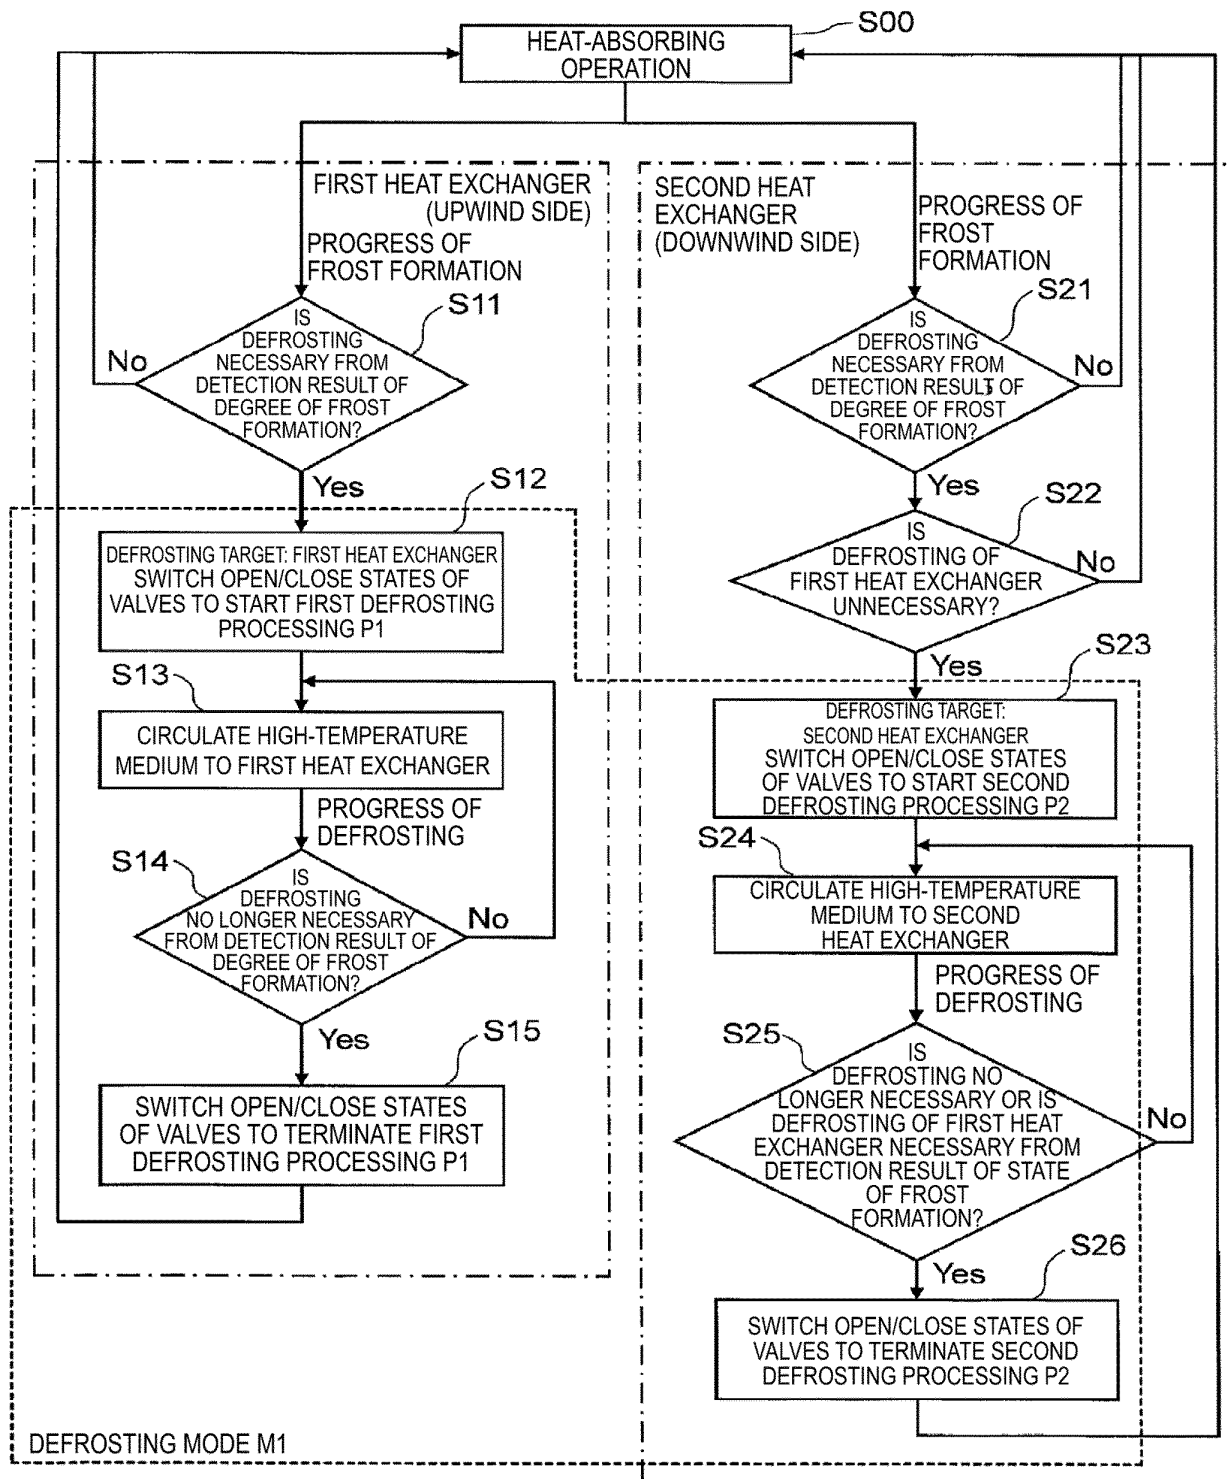 S00
HEAT-ABSORBING
OPERATION
FIRST HEAT EXCHANGER
(UPWIND SIDE)
PROGRESS OF
FROST FORMATION
S11
IS
DEFROSTING
NECESSARY FROM
DETECTION RESULT OF
DEGREE OF FROST
FORMATION?
No
Yes
S12
DEFROSTING TARGET: FIRST HEAT EXCHANGER
SWITCH OPEN/CLOSE STATES OF
VALVES TO START FIRST DEFROSTING
PROCESSING P1
S13
CIRCULATE HIGH-TEMPERATURE
MEDIUM TO FIRST HEAT EXCHANGER
PROGRESS OF
DEFROSTING
S14
IS
DEFROSTING
NO LONGER NECESSARY
FROM DETECTION RESULT OF
DEGREE OF FROST
FORMATION?
No
Yes
S15
SWITCH OPEN/CLOSE STATES
OF VALVES TO TERMINATE FIRST
DEFROSTING PROCESSING P1
SECOND HEAT
EXCHANGER
(DOWNWIND SIDE)
PROGRESS OF
FROST
FORMATION
S21
IS
DEFROSTING
NECESSARY FROM
DETECTION RESULT OF
DEGREE OF FROST
FORMATION?
No
Yes
S22
IS
DEFROSTING OF
FIRST HEAT EXCHANGER
UNNECESSARY?
No
Yes
S23
DEFROSTING TARGET:
SECOND HEAT EXCHANGER
SWITCH OPEN/CLOSE STATES
OF VALVES TO START SECOND
DEFROSTING PROCESSING P2
S24
CIRCULATE HIGH-TEMPERATURE
MEDIUM TO SECOND
HEAT EXCHANGER
PROGRESS OF
DEFROSTING
S25
IS
DEFROSTING NO
LONGER NECESSARY OR IS
DEFROSTING OF FIRST HEAT
EXCHANGER NECESSARY FROM
DETECTION RESULT OF STATE
OF FROST
FORMATION?
No
Yes
S26
SWITCH OPEN/CLOSE STATES OF
VALVES TO TERMINATE SECOND
DEFROSTING PROCESSING P2
DEFROSTING MODE M1